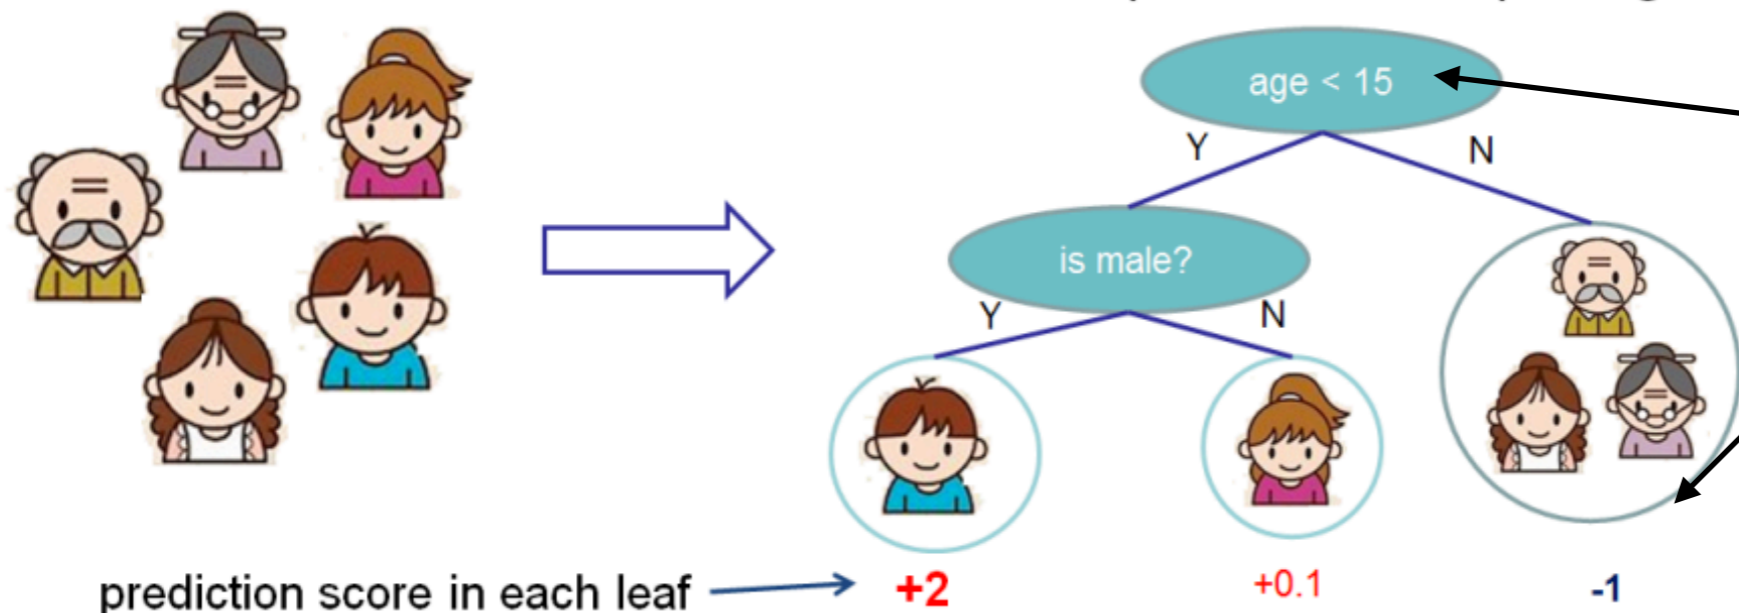 age < 15
Y
N
is male?
Y
N
prediction score in each leaf
+2
+0.1
-1